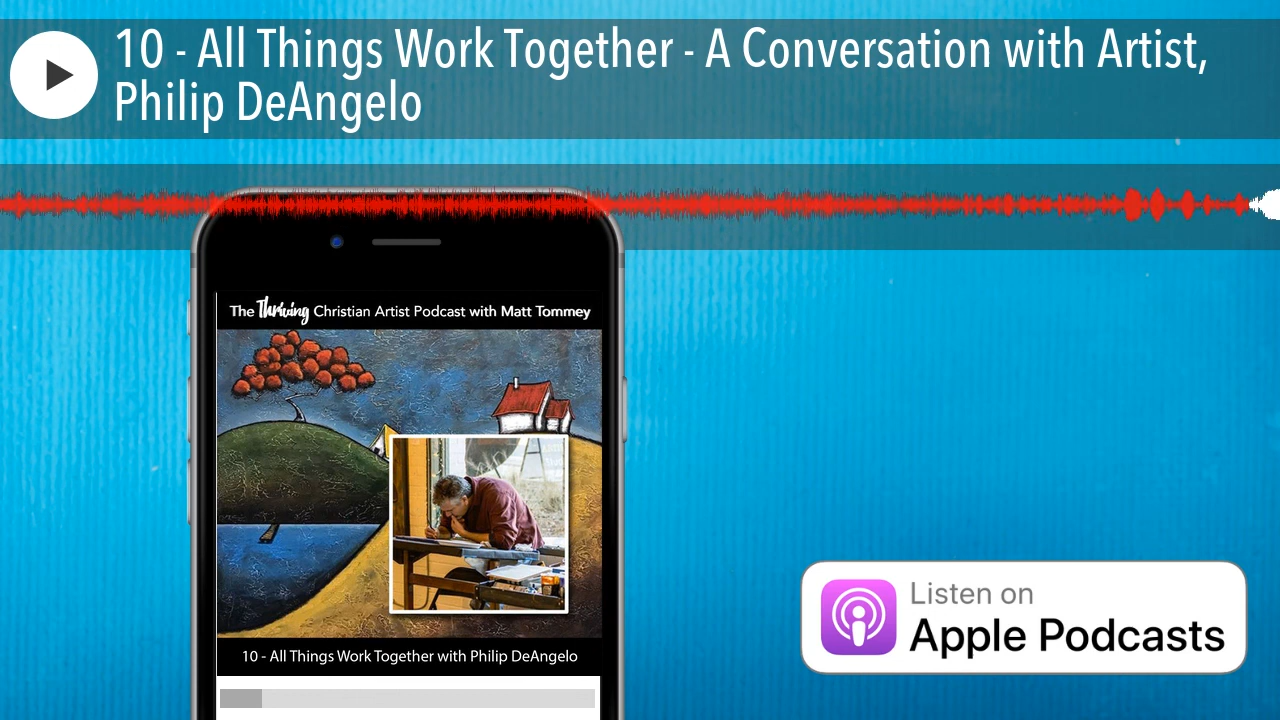 10 - All Things Work Together - A Conversation with Artist,
Philip DeAngelo
The Thriving Christian Artist Podcast with Matt Tommey
10 - All Things Work Together with Philip DeAngelo
Listen on
Apple Podcasts